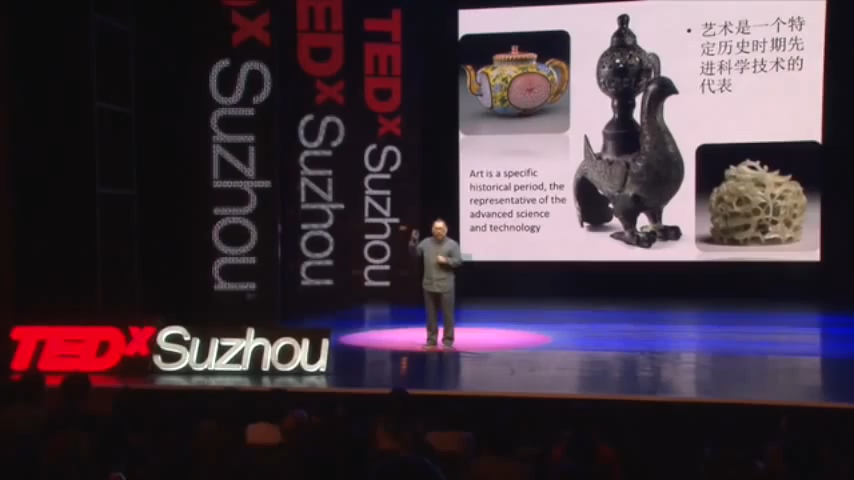 TEDx
Suzhou
TEDx
Suzhou
TEDx
Suzhou
• 艺术是一个特
定历史时期先
进科学技术的
代表
Art is a specific
historical period, the
representative of the
advanced science
and technology
TEDxSuzhou